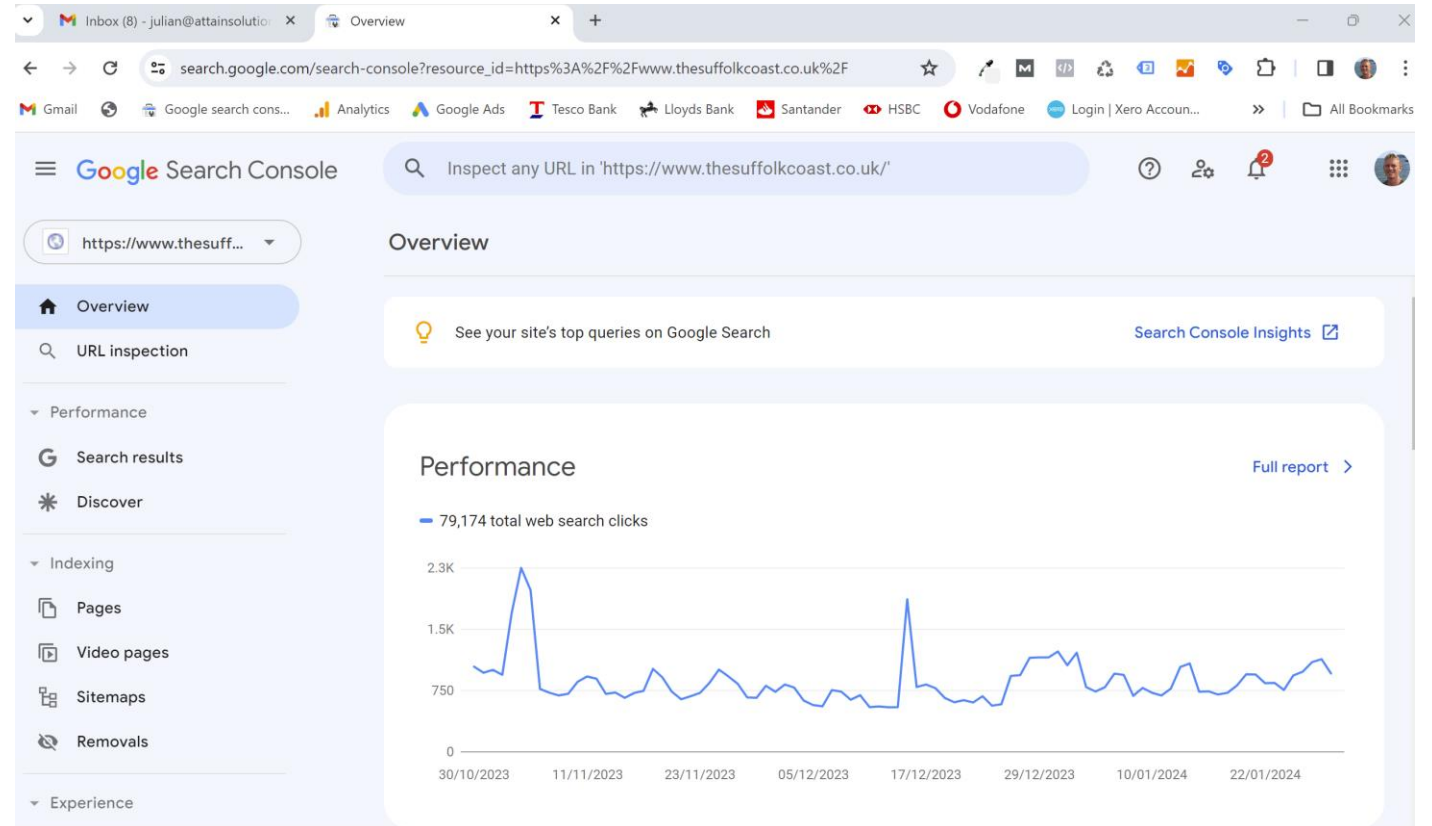 Inbox (8) - julian@attainsolutio
Overview
search.google.com/search-console?resource_id=https%3A%2F%2Fwww.thesuffolkcoast.co.uk%2F
Gmail
Google search cons...
Analytics
Google Ads
Tesco Bank
Lloyds Bank
Santander
HSBC
Vodafone
Login | Xero Accoun...
All Bookmarks
Google Search Console
Inspect any URL in 'https://www.thesuffolkcoast.co.uk/'
2
https://www.thesuff...
Overview
Overview
URL inspection
Performance
Search results
Discover
Indexing
Pages
Video pages
Sitemaps
Removals
Experience
See your site's top queries on Google Search
Search Console Insights
Performance
Full report
79,174 total web search clicks
2.3K
1.5K
750
0
30/10/2023
11/11/2023
23/11/2023
05/12/2023
17/12/2023
29/12/2023
10/01/2024
22/01/2024